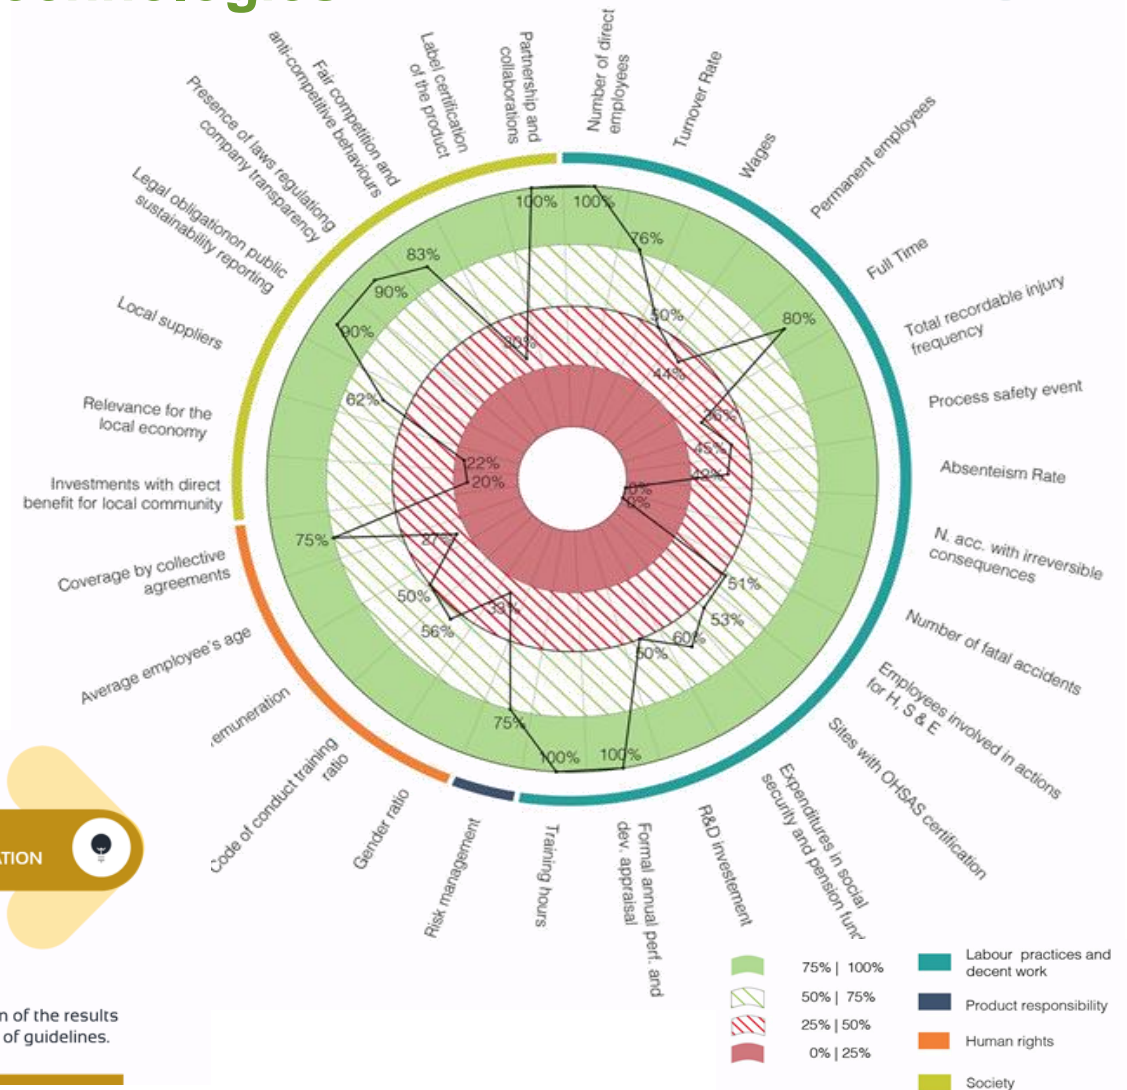 Number of direct
employees
Turnover Rate
Wages
Permanent employees
Full Time
Total recordable injury
frequency
Process safety event
Absenteism Rate
N. acc. with irreversible
consequences
Number of fatal accidents
Employees involved in actions
for H, S & E
Sites with OHSAS certification
Expenditures in social
security and pension
R&D investement
Formal annual perf. and
dev. appraisal
Training hours
Risk management
Gender ratio
Code of conduct training
ratio
emuneration
Average employee's age
Coverage by collective
agreements
Investments with direct
benefit for local community
Relevance for the
local economy
Local suppliers
Legal obligationon public
sustainability reporting
Presence of laws regulationg
company transparency
Fair competition and
anti-competitive behaviours
Label certification
of the product
Partnership and
collaborations
100%
100%
76%
50%
44%
80%
36%
45%
42%
0%
0%
51%
53%
60%
50%
100%
100%
75%
33%
56%
50%
27%
75%
20%
22%
62%
90%
90%
83%
30%
ATION
n of the results
of guidelines.
75% | 100%
50% | 75%
25% | 50%
0% | 25%
Labour practices and
decent work
Product responsibility
Human rights
Society